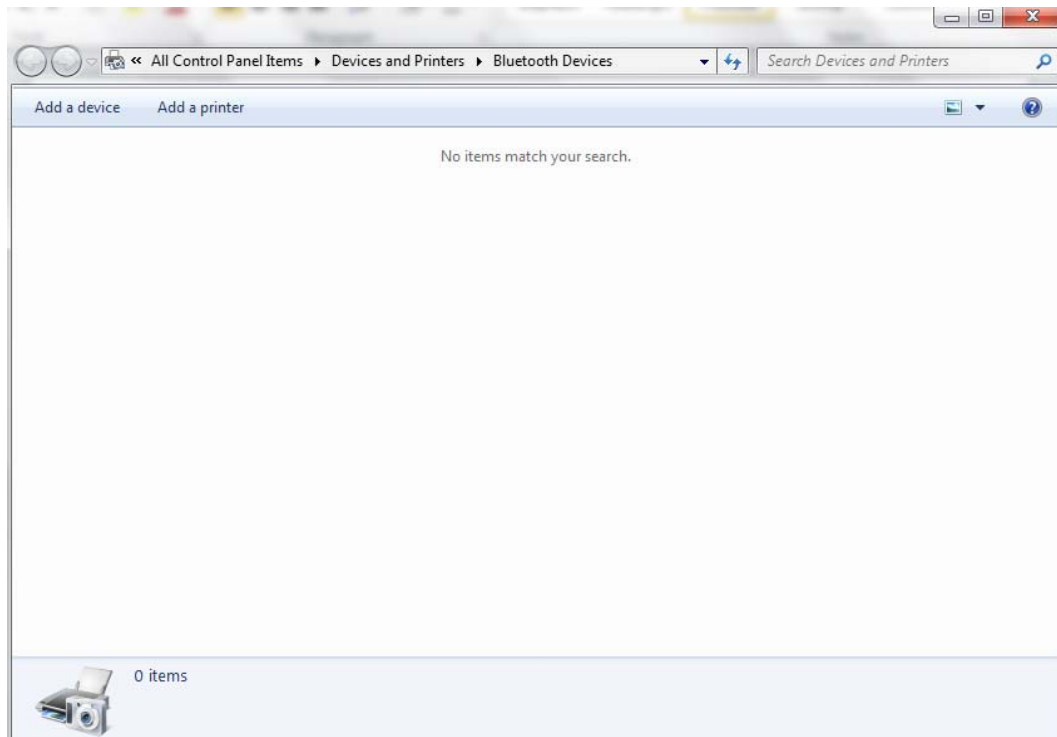 « All Control Panel Items ▸ Devices and Printers ▸ Bluetooth Devices
Search Devices and Printers
Add a device Add a printer
No items match your search.
0 items